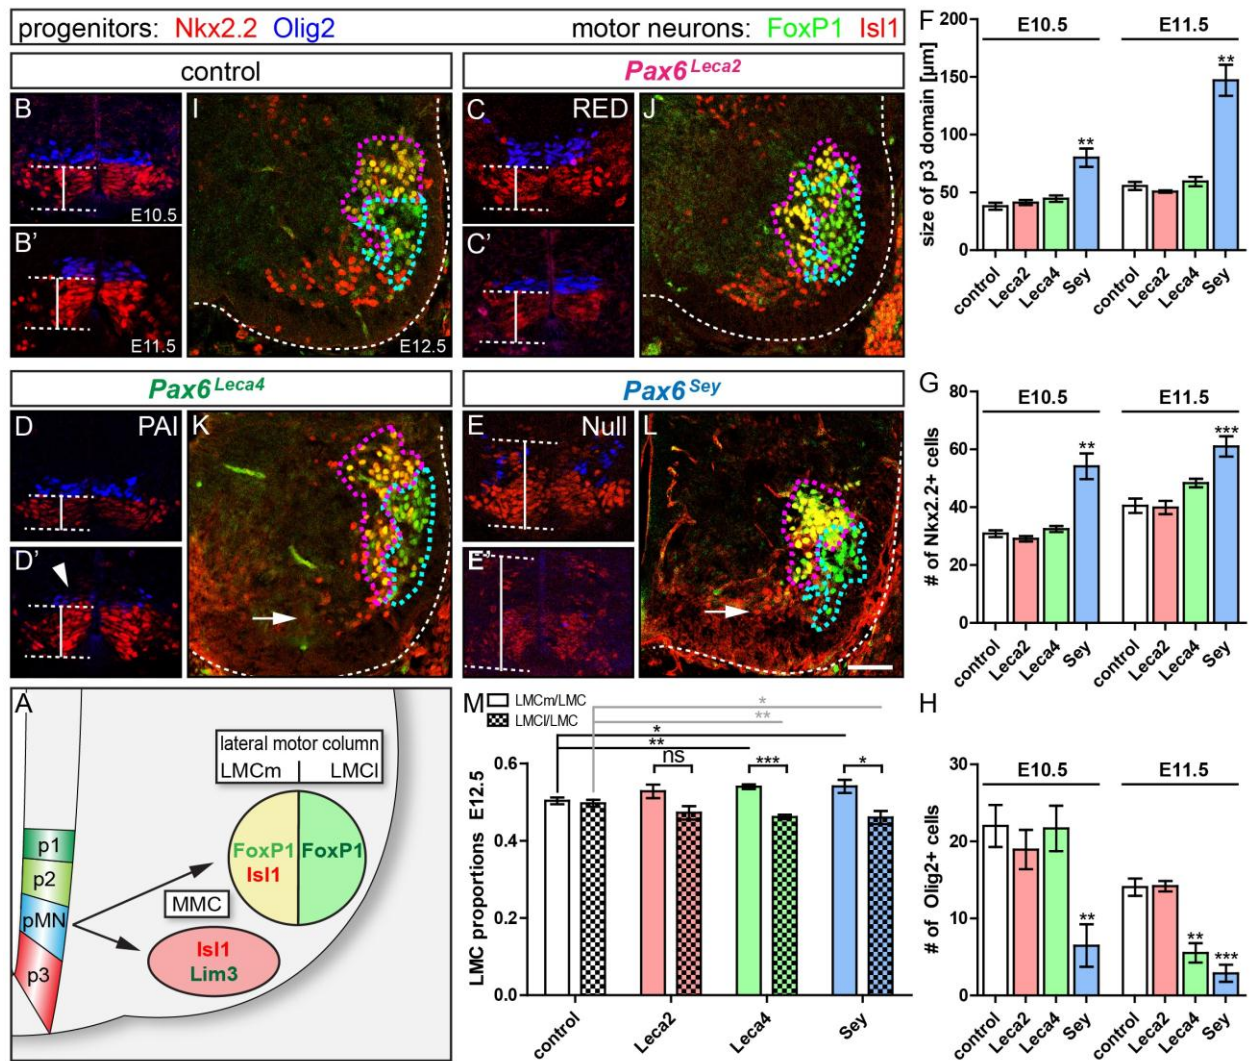 progenitors: Nkx2.2 Olig2 motor neurons: FoxP1 Isl1
control
Pax6^Leca2
B
E10.5
B'
E11.5
I
E12.5
C RED
C'
J
Pax6^Leca4
Pax6^Sey
D PAI
D'
K
E Null
E'
L
A
lateral motor column
LMCm LMCl
FoxP1 FoxP1
Isl1
MMC
Isl1
Lim3
p1
p2
pMN
p3
M
LMCm/LMC
LMCl/LMC
*
**
*
**
ns
***
*
LMC proportions E12.5
0.6
0.4
0.2
0.0
control Leca2 Leca4 Sey
F
E10.5 E11.5
size of p3 domain [µm]
200
150
100
50
0
**
**
control Leca2 Leca4 Sey control Leca2 Leca4 Sey
G
E10.5 E11.5
# of Nkx2.2+ cells
80
60
40
20
0
**
***
control Leca2 Leca4 Sey control Leca2 Leca4 Sey
H
E10.5 E11.5
# of Olig2+ cells
30
20
10
0
**
**
***
control Leca2 Leca4 Sey control Leca2 Leca4 Sey